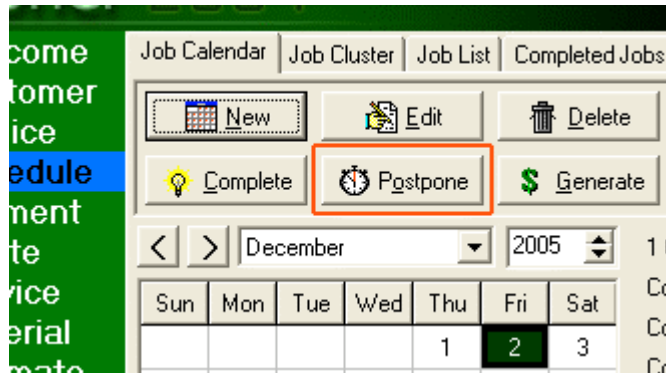 come
Job Calendar Job Cluster Job List Completed Jobs
tomer
New Edit Delete
ice
edule
Complete Postpone $ Generate
ment
te
December 2005 1
vice
Sun Mon Tue Wed Thu Fri Sat
erial
1 2 3